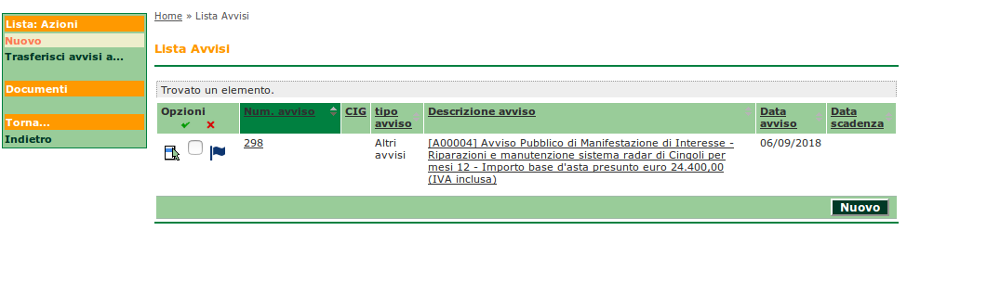 Home » Lista Avvisi
Lista: Azioni
Nuovo
Trasferisci avvisi a...
Documenti
Torna...
Indietro
Lista Avvisi
Trovato un elemento.
Opzioni Num. avviso CIG tipo avviso Descrizione avviso Data avviso Data scadenza
298 Altri avvisi [A00004] Avviso Pubblico di Manifestazione di Interesse - 06/09/2018
Riparazioni e manutenzione sistema radar di Cingoli per
mesi 12 - Importo base d'asta presunto euro 24.400,00
(IVA inclusa)
Nuovo